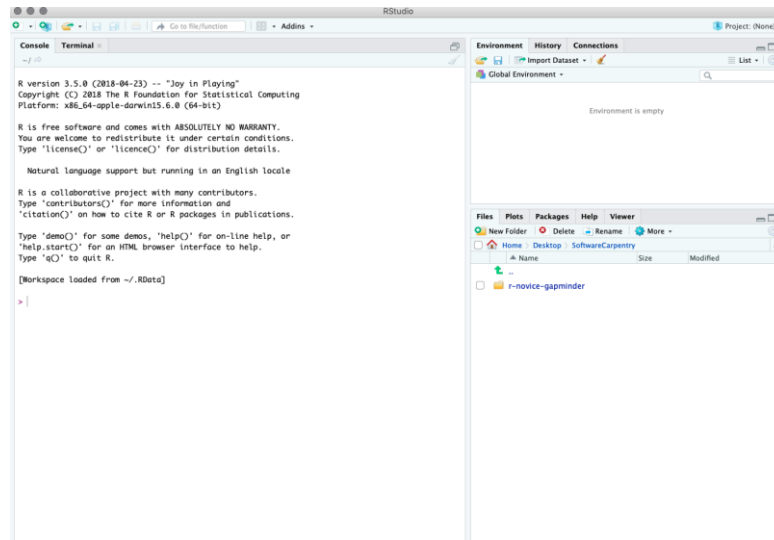 RStudio
Go to file/function
Addins
Project: (None)
Console Terminal
~/
R version 3.5.0 (2018-04-23) -- "Joy in Playing"
Copyright (C) 2018 The R Foundation for Statistical Computing
Platform: x86_64-apple-darwin15.6.0 (64-bit)
R is free software and comes with ABSOLUTELY NO WARRANTY.
You are welcome to redistribute it under certain conditions.
Type 'license()' or 'licence()' for distribution details.
Natural language support but running in an English locale
R is a collaborative project with many contributors.
Type 'contributors()' for more information and
'citation()' on how to cite R or R packages in publications.
Type 'demo()' for some demos, 'help()' for on-line help, or
'help.start()' for an HTML browser interface to help.
Type 'q()' to quit R.
[Workspace loaded from ~/.RData]
>
Environment History Connections
Import Dataset
List
Global Environment
Environment is empty
Files Plots Packages Help Viewer
New Folder Delete Rename More
Home Desktop SoftwareCarpentry
Name Size Modified
..
r-novice-gapminder